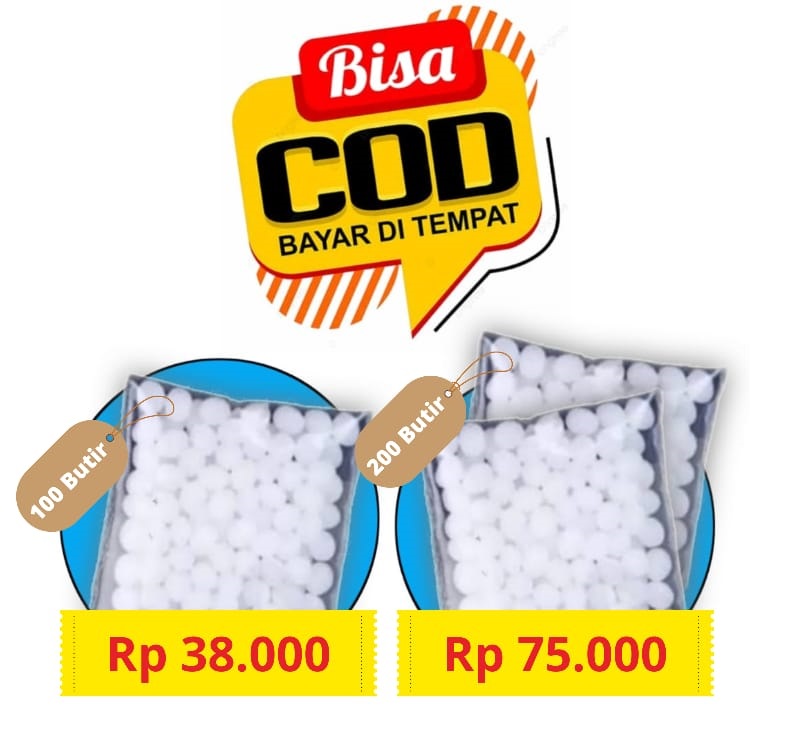 Bisa
COD
BAYAR DI TEMPAT
100 Butir
200 Butir
Rp 38.000
Rp 75.000